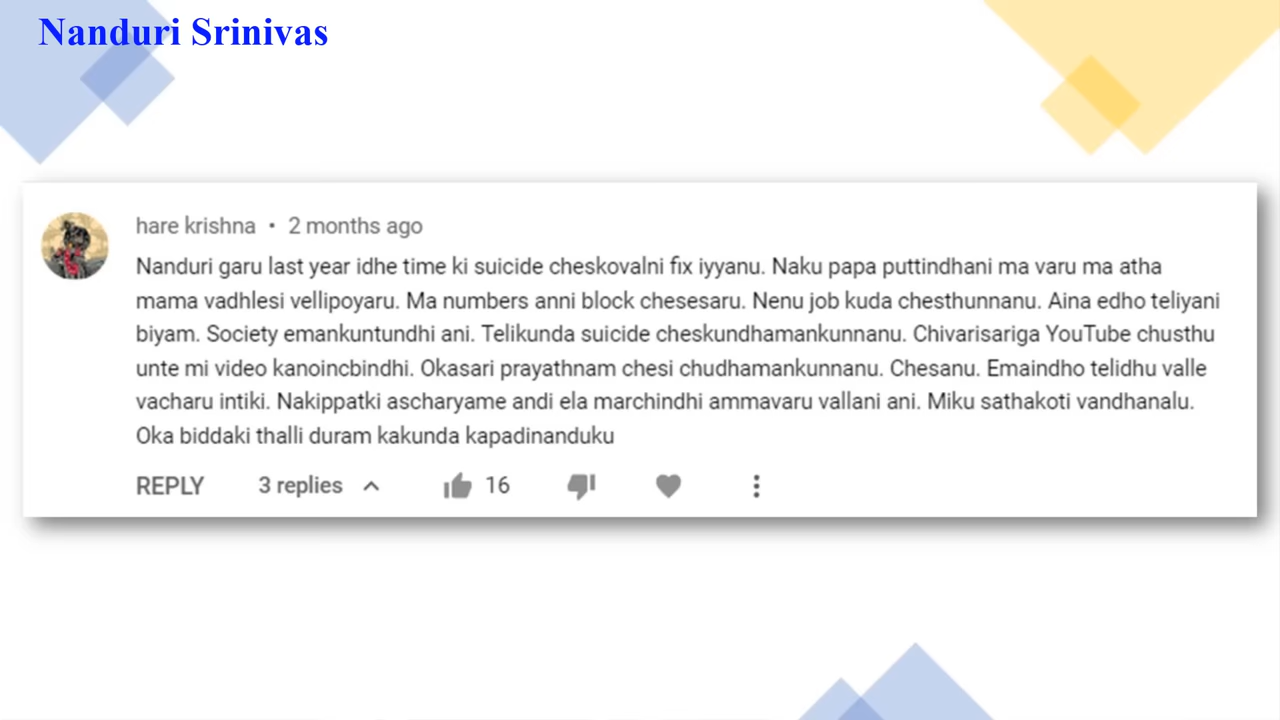 Nanduri Srinivas
hare krishna • 2 months ago
Nanduri garu last year idhe time ki suicide cheskovalni fix iyyanu. Naku papa puttindhani ma varu ma atha
mama vadhlesi vellipoyaru. Ma numbers anni block chesesaru. Nenu job kuda chesthunnanu. Aina edho teliyani
biyam. Society emankuntundhi ani. Telikunda suicide cheskundhamankunnanu. Chivarisariga YouTube chusthu
unte mi video kanoincbindhi. Okasari prayathnam chesi chudhamankunnanu. Chesanu. Emaindho telidhu valle
vacharu intiki. Nakippatki ascharyame andi ela marchindhi ammavaru vallani ani. Miku sathakoti vandhanalu.
Oka biddaki thalli duram kakunda kapadinanduku
REPLY 3 replies 16